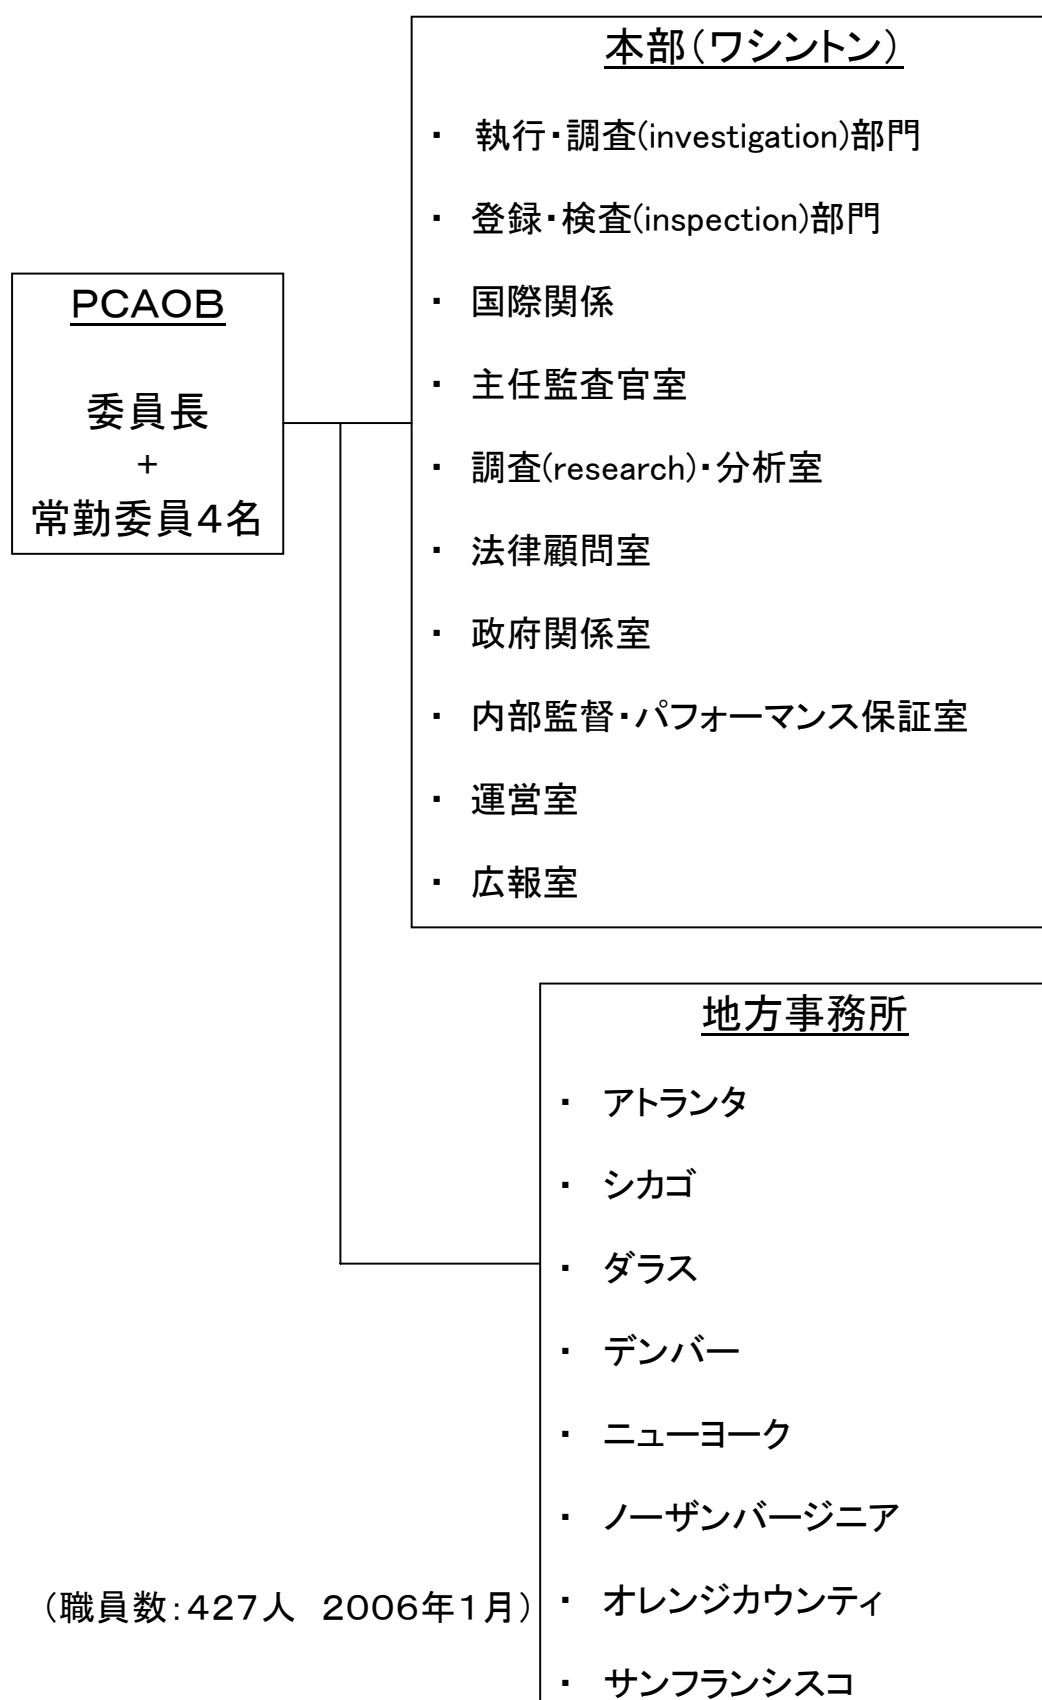 本部（ワシントン）
・ 執行・調査(investigation)部門
・ 登録・検査(inspection)部門
・ 国際関係
・ 主任監査官室
・ 調査(research)・分析室
・ 法律顧問室
・ 政府関係室
・ 内部監督・パフォーマンス保証室
・ 運営室
・ 広報室
ＰＣＡＯＢ
委員長
+
常勤委員４名
地方事務所
・ アトランタ
・ シカゴ
・ ダラス
・ デンバー
・ ニューヨーク
・ ノーザンバージニア
・ オレンジカウンティ
・ サンフランシスコ
（職員数：４２７人　２００６年１月）